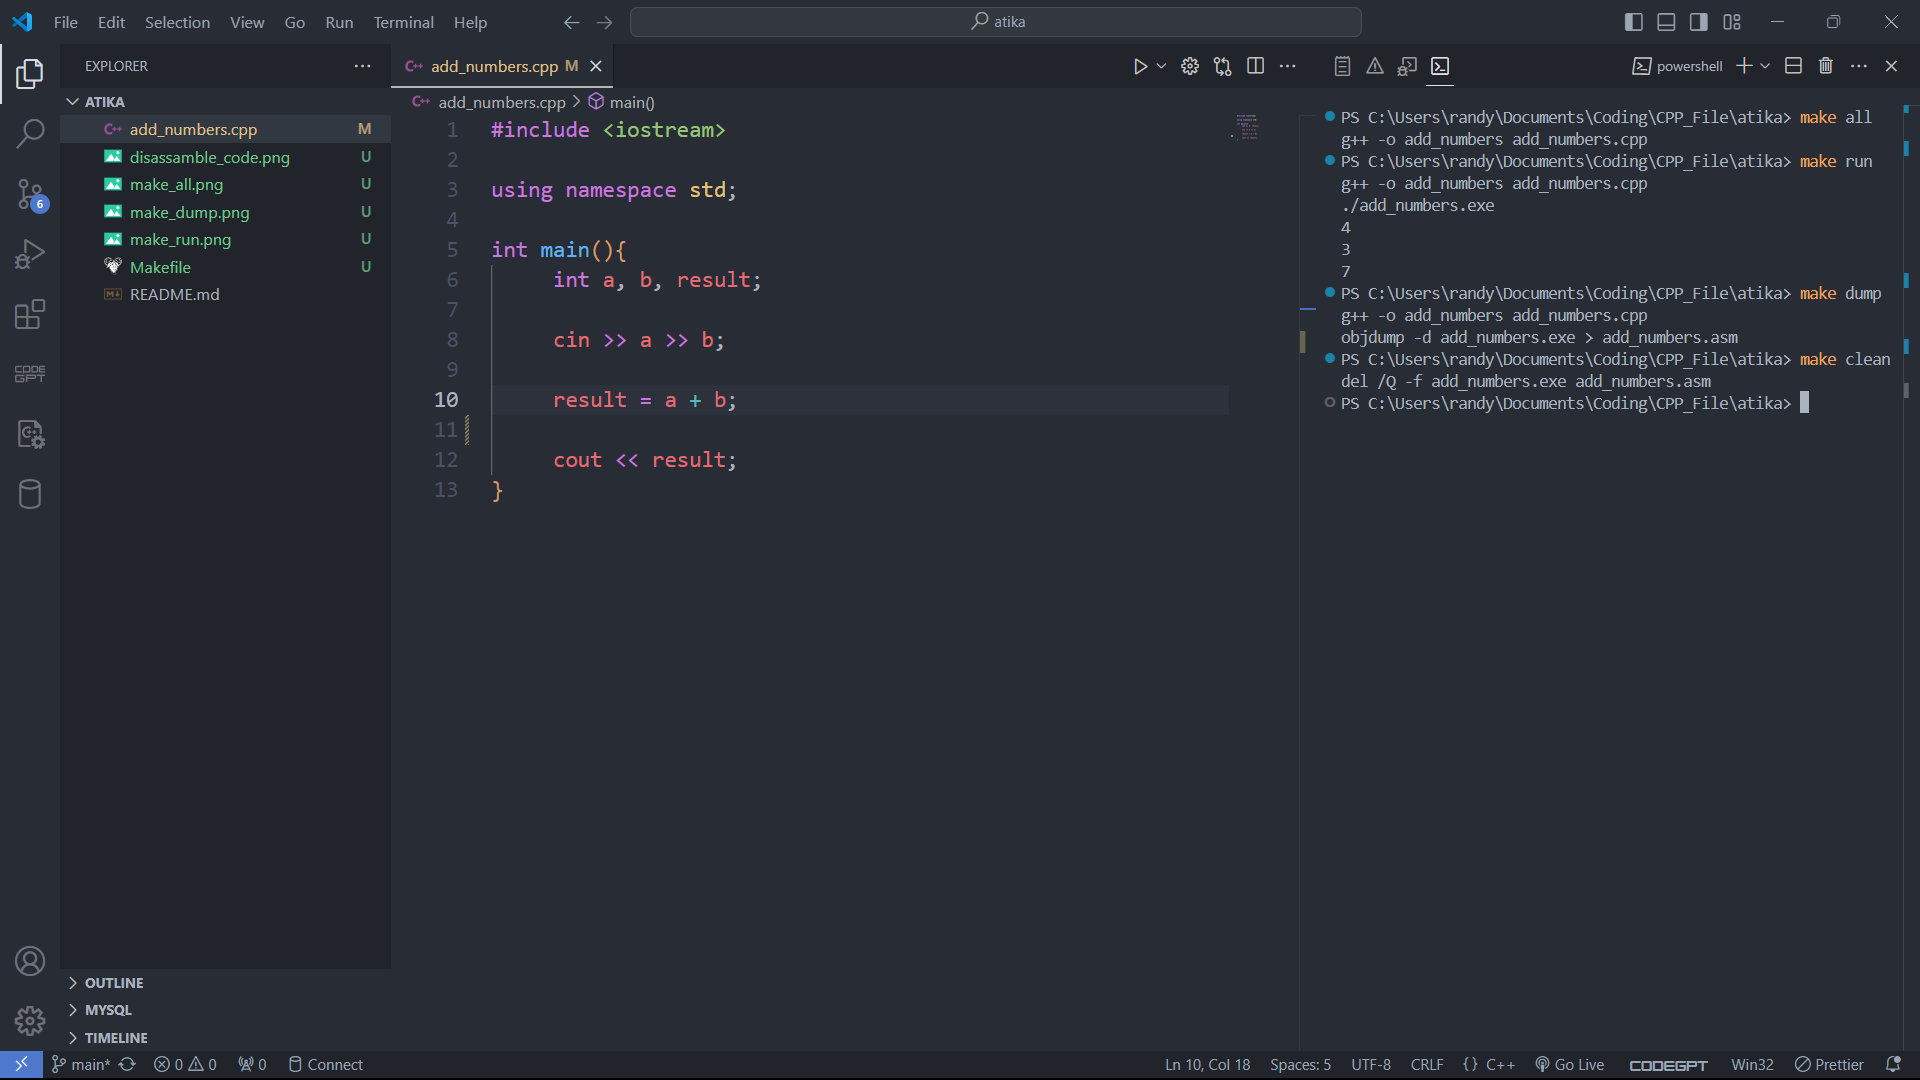 File Edit Selection View Go Run Terminal Help
atika
EXPLORER
ATIKA
add_numbers.cpp M
disassamble_code.png U
make_all.png U
make_dump.png U
make_run.png U
Makefile U
README.md
OUTLINE
MYSQL
TIMELINE
6
CODE
GPT
add_numbers.cpp M
add_numbers.cpp > main()
1 #include <iostream>
2
3 using namespace std;
4
5 int main(){
6 int a, b, result;
7
8 cin >> a >> b;
9
10 result = a + b;
11
12 cout << result;
13 }
powershell
PS C:\Users\randy\Documents\Coding\CPP_File\atika> make all
g++ -o add_numbers add_numbers.cpp
PS C:\Users\randy\Documents\Coding\CPP_File\atika> make run
g++ -o add_numbers add_numbers.cpp
./add_numbers.exe
4
3
7
PS C:\Users\randy\Documents\Coding\CPP_File\atika> make dump
g++ -o add_numbers add_numbers.cpp
objdump -d add_numbers.exe > add_numbers.asm
PS C:\Users\randy\Documents\Coding\CPP_File\atika> make clean
del /Q -f add_numbers.exe add_numbers.asm
PS C:\Users\randy\Documents\Coding\CPP_File\atika>
main* 0 0 0 Connect
Ln 10, Col 18 Spaces: 5 UTF-8 CRLF {} C++ Go Live CODEGPT Win32 Prettier